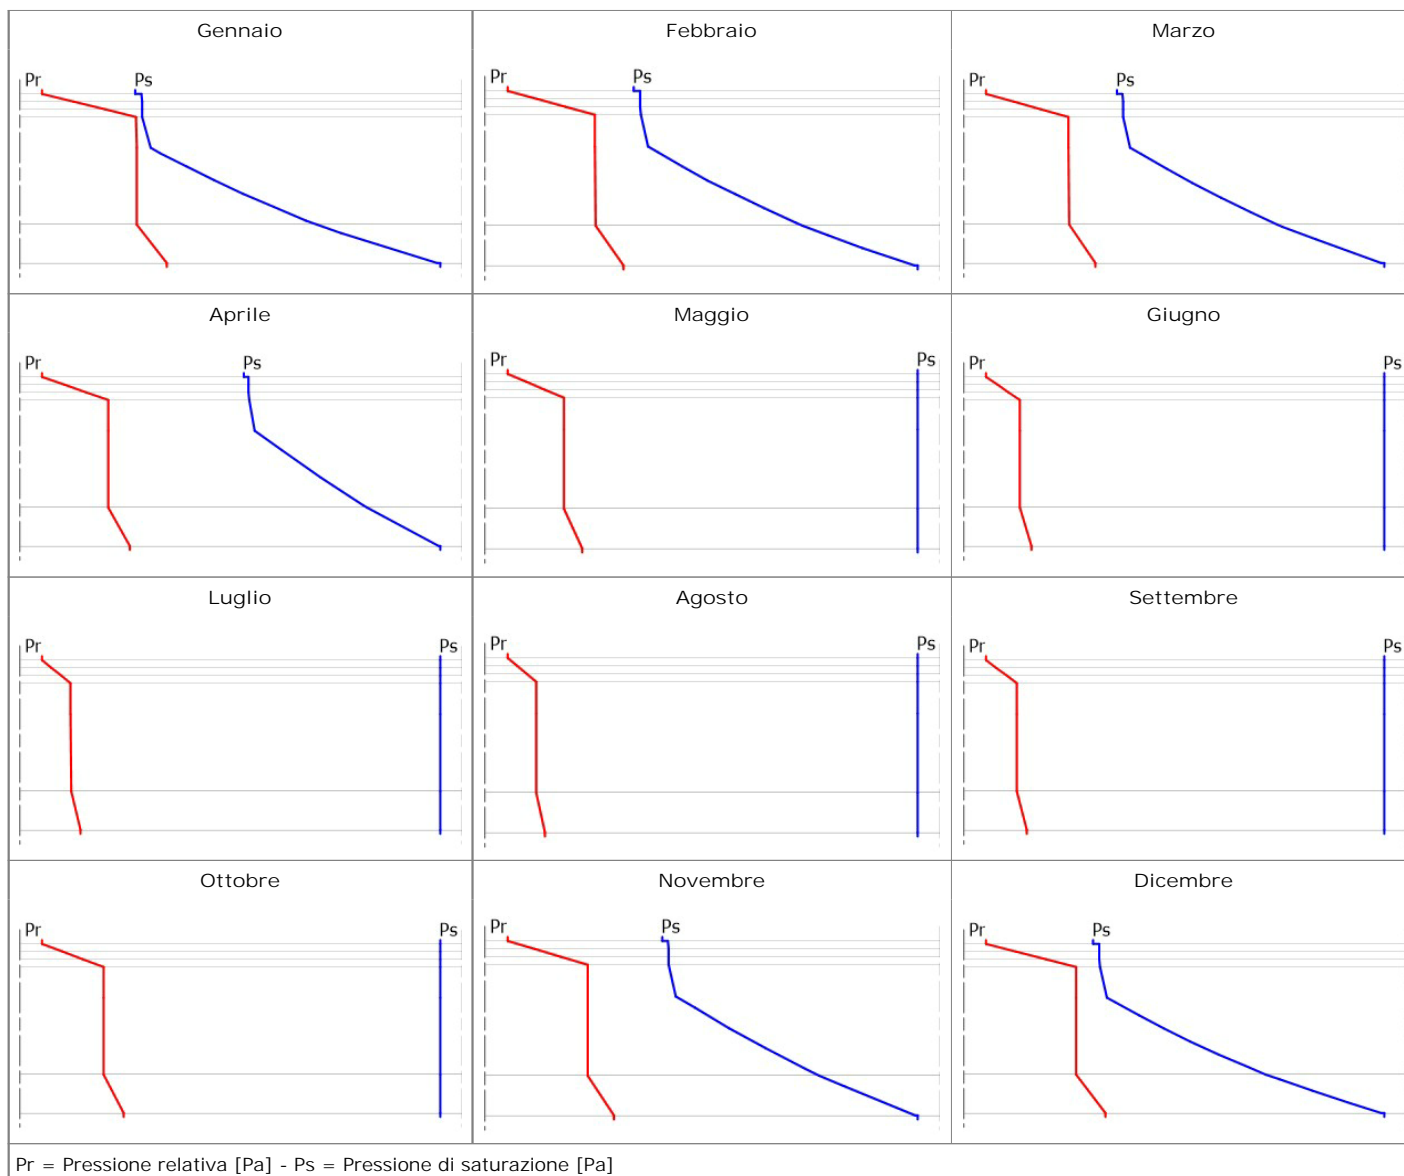 Gennaio
Febbraio
Marzo
Pr
Ps
Pr
Ps
Pr
Ps
Aprile
Maggio
Giugno
Pr
Ps
Pr
Ps
Pr
Ps
Luglio
Agosto
Settembre
Pr
Ps
Pr
Ps
Pr
Ps
Ottobre
Novembre
Dicembre
Pr
Ps
Pr
Ps
Pr
Ps
Pr = Pressione relativa [Pa] - Ps = Pressione di saturazione [Pa]